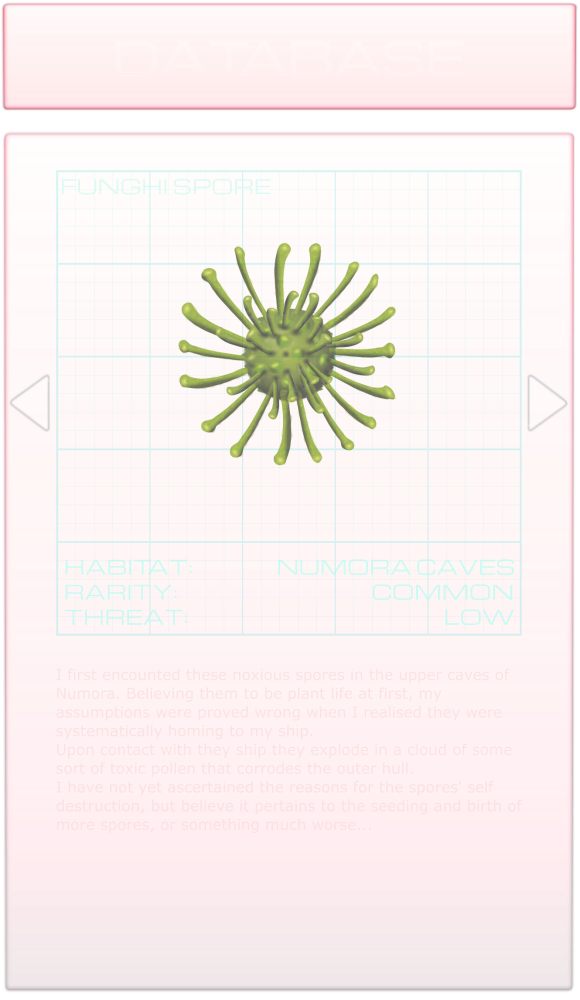 DATABASE
FUNGHI SPORE
HABITAT: NUMORA CAVES
RARITY: COMMON
THREAT: LOW
I first encounted these noxious spores in the upper caves of
Numora. Believing them to be plant life at first, my
assumptions were proved wrong when I realised they were
systematically homing to my ship.
Upon contact with they ship they explode in a cloud of some
sort of toxic pollen that corrodes the outer hull.
I have not yet ascertained the reasons for the spores' self
destruction, but believe it pertains to the seeding and birth of
more spores, or something much worse...